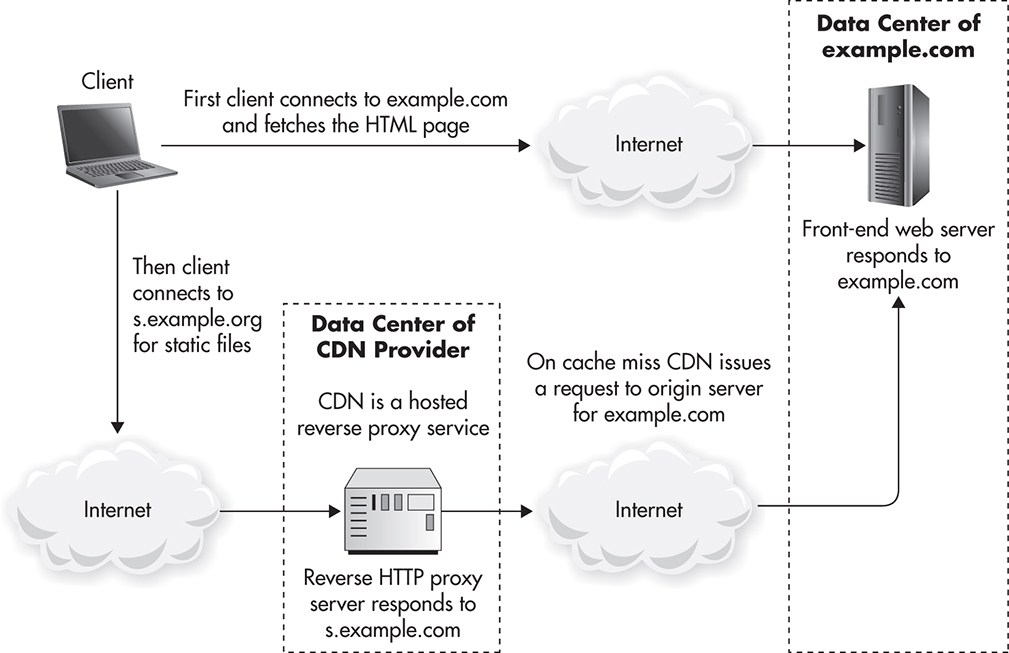 Data Center of
example.com
Client
First client connects to example.com
and fetches the HTML page
Internet
Front-end web server
responds to
example.com
Then client
connects to
s.example.org
for static files
Data Center of
CDN Provider
CDN is a hosted
reverse proxy service
On cache miss CDN issues
a request to origin server
for example.com
Internet
Internet
Reverse HTTP proxy
server responds to
s.example.com